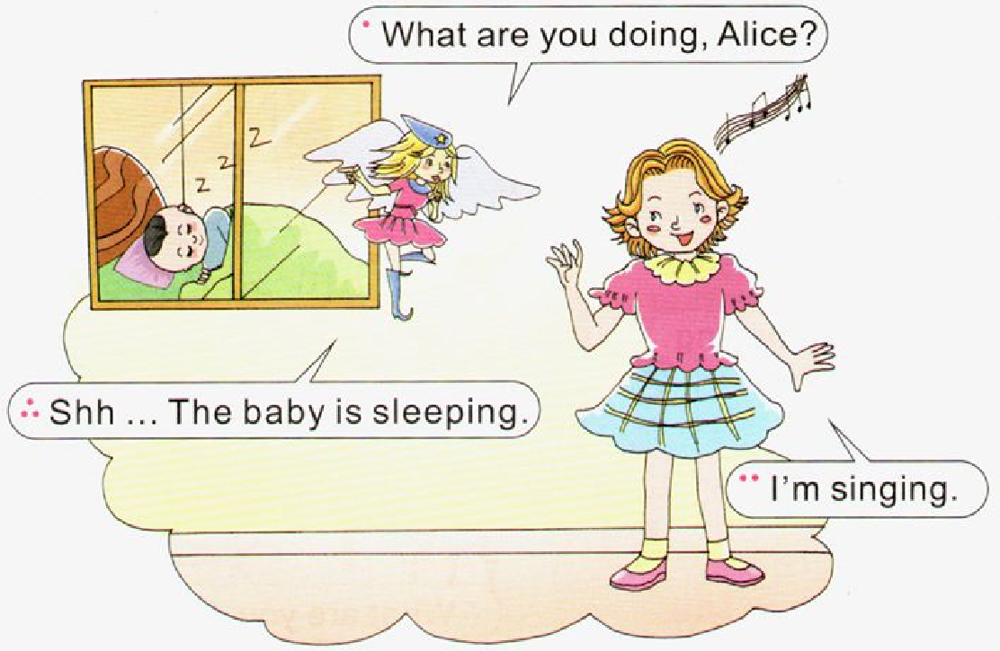 What are you doing, Alice?
z
z
z
Shh ... The baby is sleeping.
I'm singing.